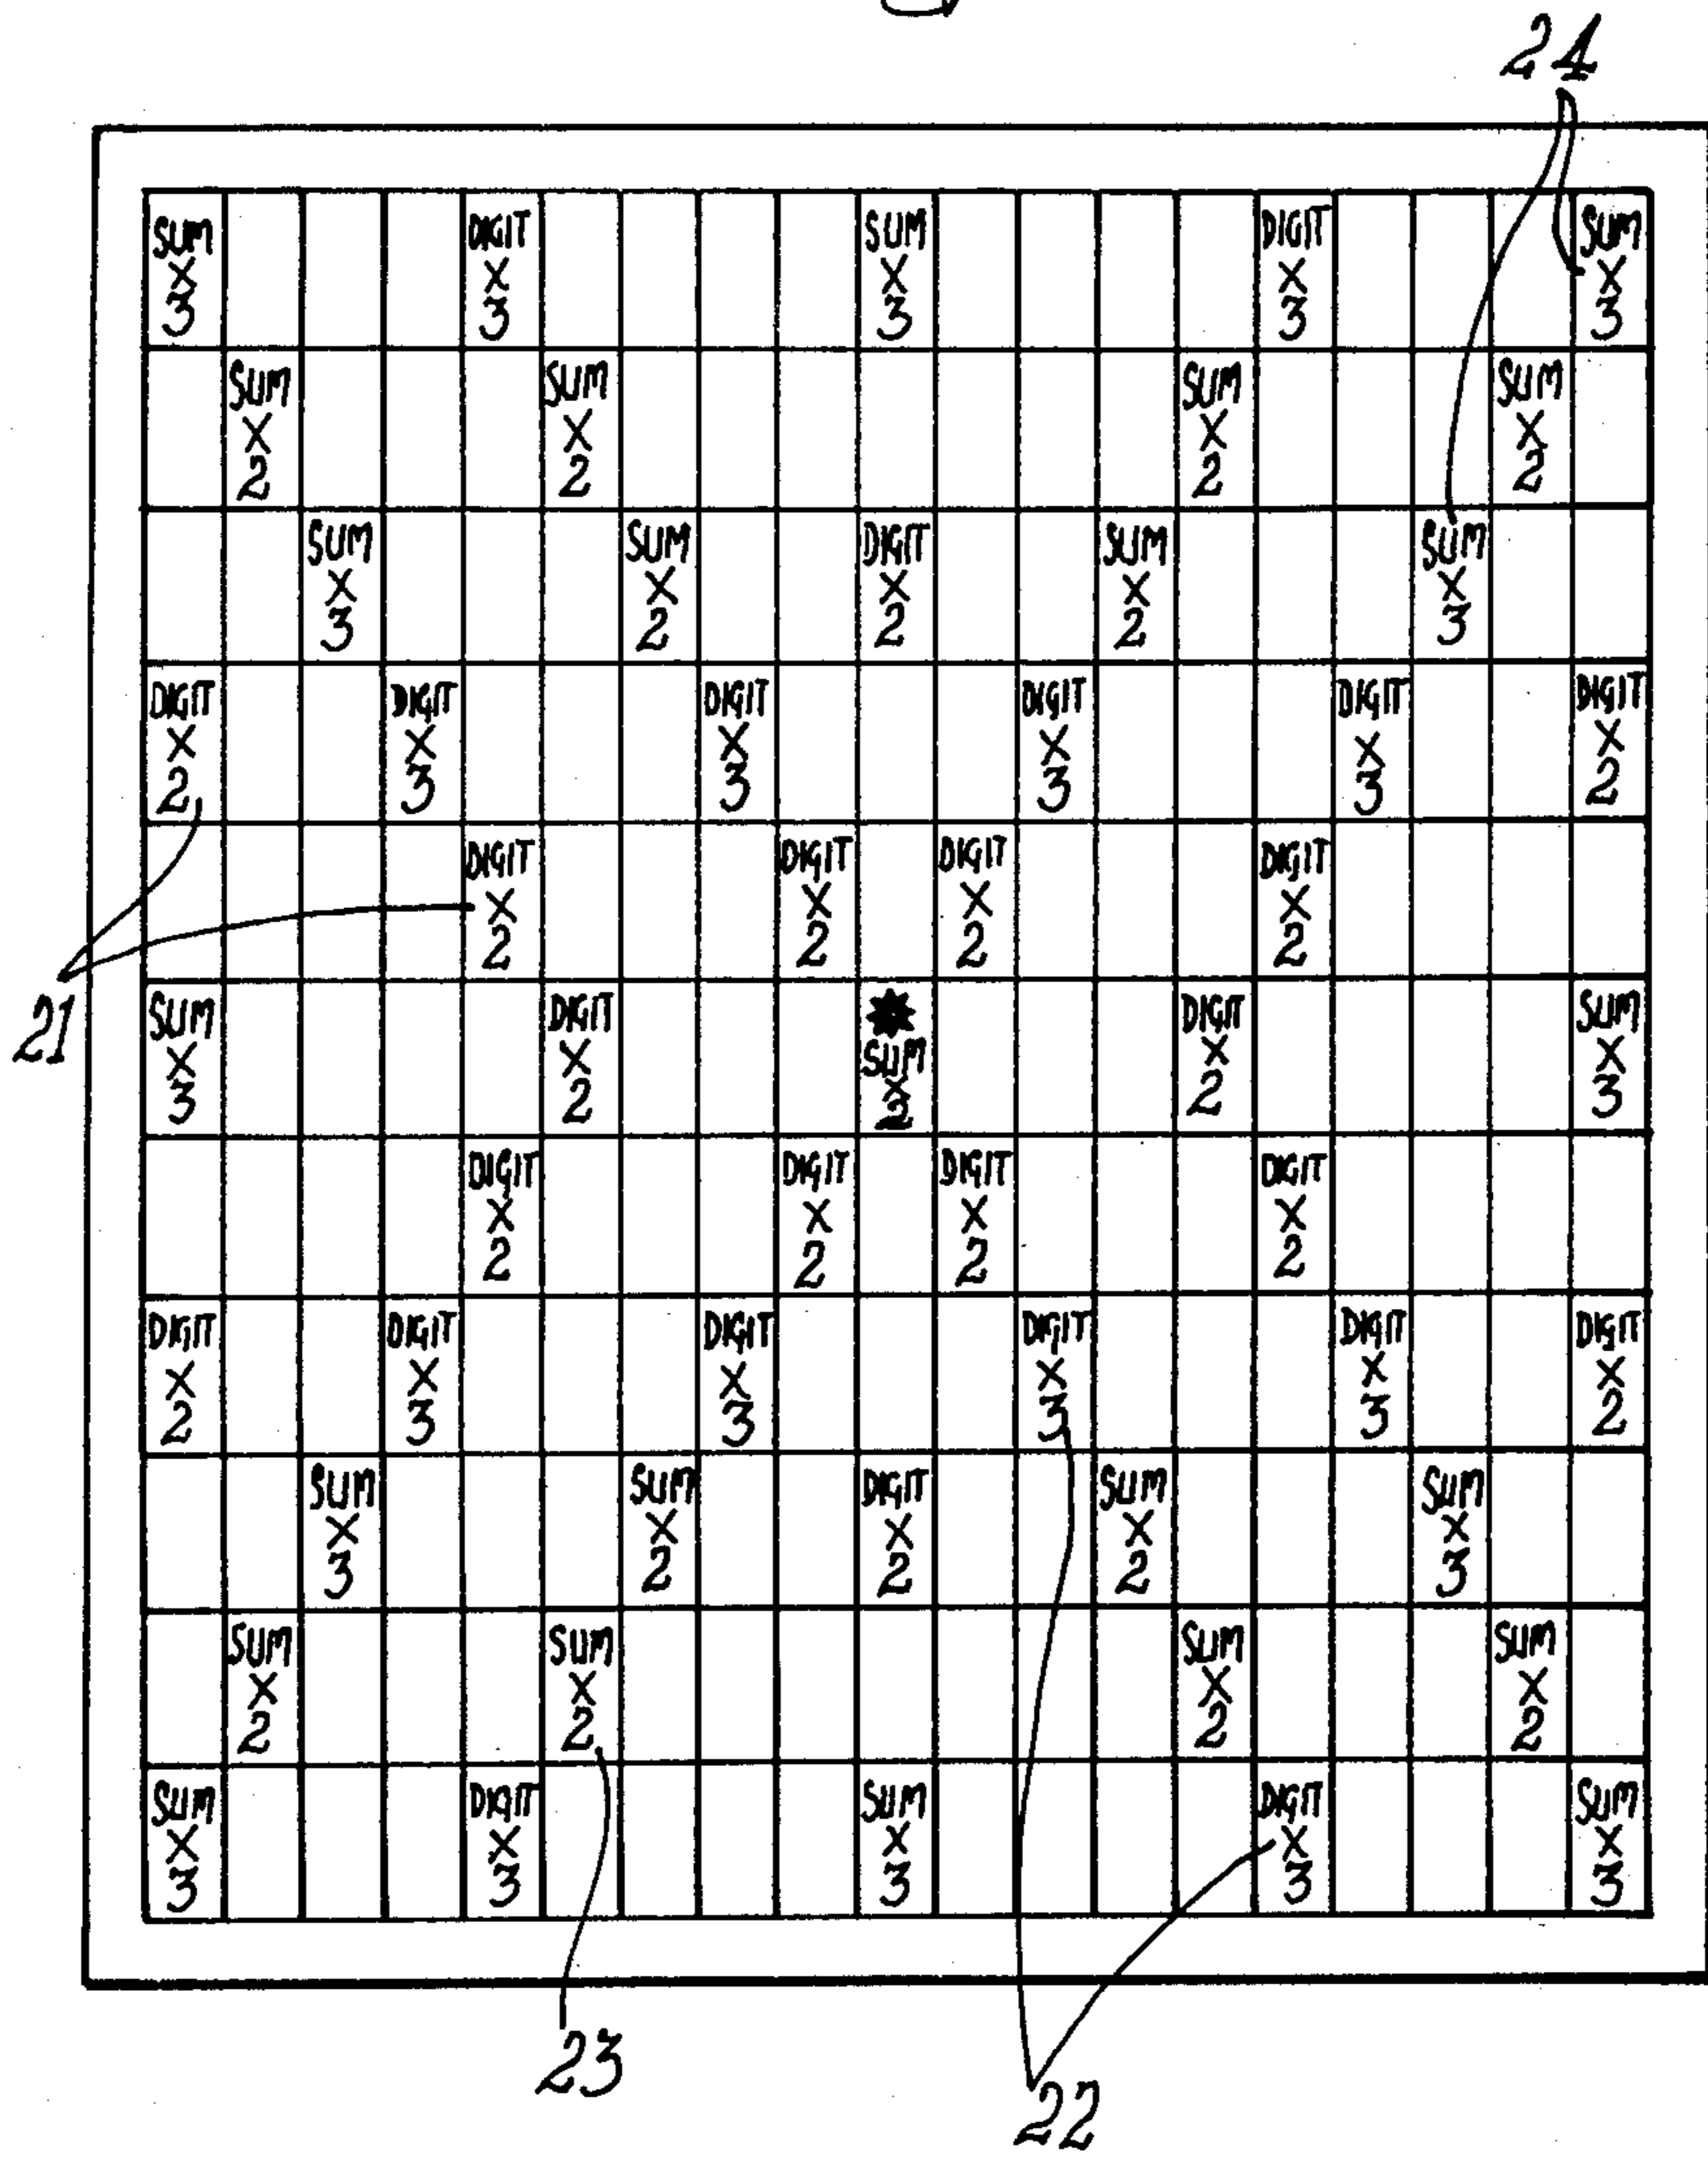 24
SUM X 3 DIGIT X 3 SUM X 3 DIGIT X 3 SUM X 3
SUM X 2 SUM X 2 SUM X 2 SUM X 2
SUM X 3 SUM X 2 DIGIT X 2 SUM X 2 SUM X 3
DIGIT X 2 DIGIT X 3 DIGIT X 3 DIGIT X 3 DIGIT X 3 DIGIT X 2
DIGIT X 2 DIGIT X 2 DIGIT X 2 DIGIT X 2
21
SUM X 3 DIGIT X 2 SUM X 2 DIGIT X 2 SUM X 3
DIGIT X 2 DIGIT X 2 DIGIT X 2 DIGIT X 2
DIGIT X 2 DIGIT X 3 DIGIT X 3 DIGIT X 3 DIGIT X 3 DIGIT X 2
SUM X 3 SUM X 2 DIGIT X 2 SUM X 2 SUM X 3
SUM X 2 SUM X 2 SUM X 2 SUM X 2
SUM X 3 DIGIT X 3 SUM X 3 DIGIT X 3 SUM X 3
23
22